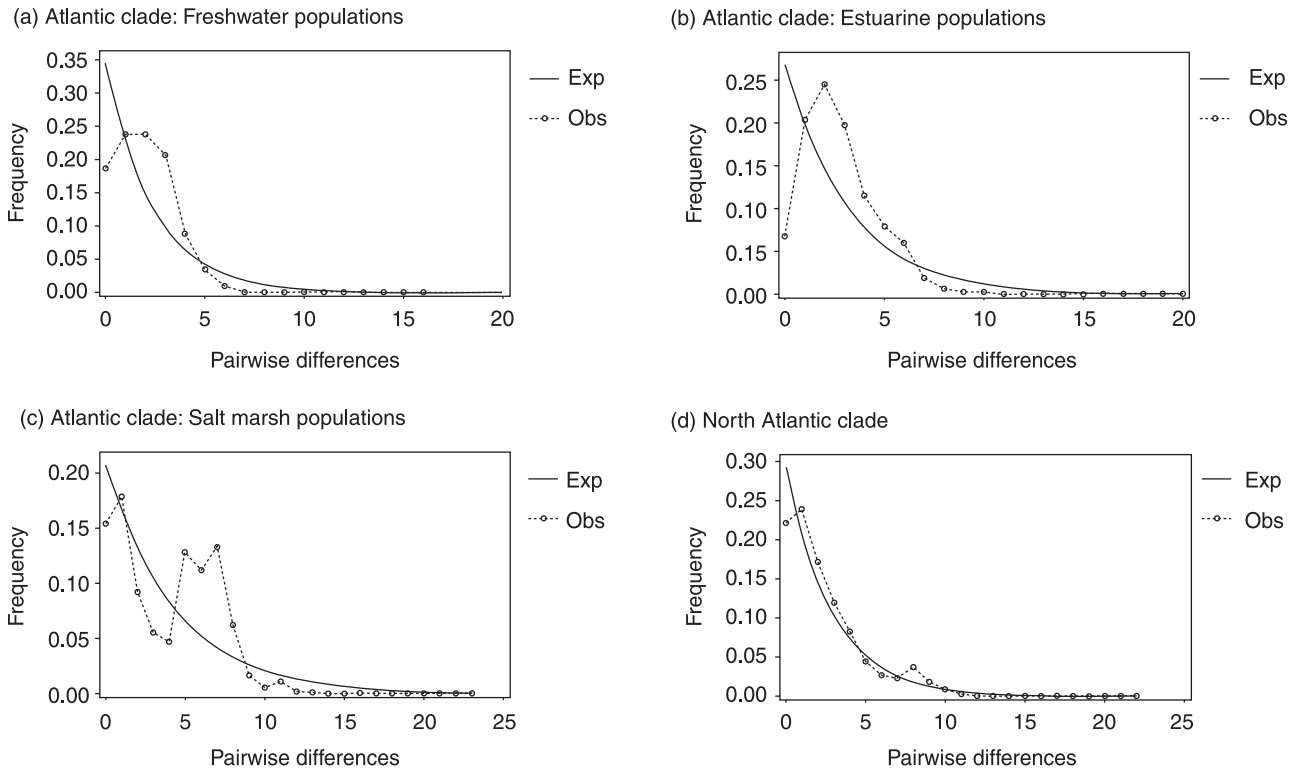 (a) Atlantic clade: Freshwater populations
0.35
0.30
0.25
0.20
0.15
0.10
0.05
0.00
Frequency
0 5 10 15 20
Pairwise differences
Exp
Obs
(b) Atlantic clade: Estuarine populations
0.25
0.20
0.15
0.10
0.15
0.00
Frequency
0 5 10 15 20
Pairwise differences
Exp
Obs
(c) Atlantic clade: Salt marsh populations
0.20
0.15
0.10
0.05
0.00
Frequency
0 5 10 15 20 25
Pairwise differences
Exp
Obs
(d) North Atlantic clade
0.30
0.25
0.20
0.15
0.10
0.05
0.00
Frequency
0 5 10 15 20 25
Pairwise differences
Exp
Obs